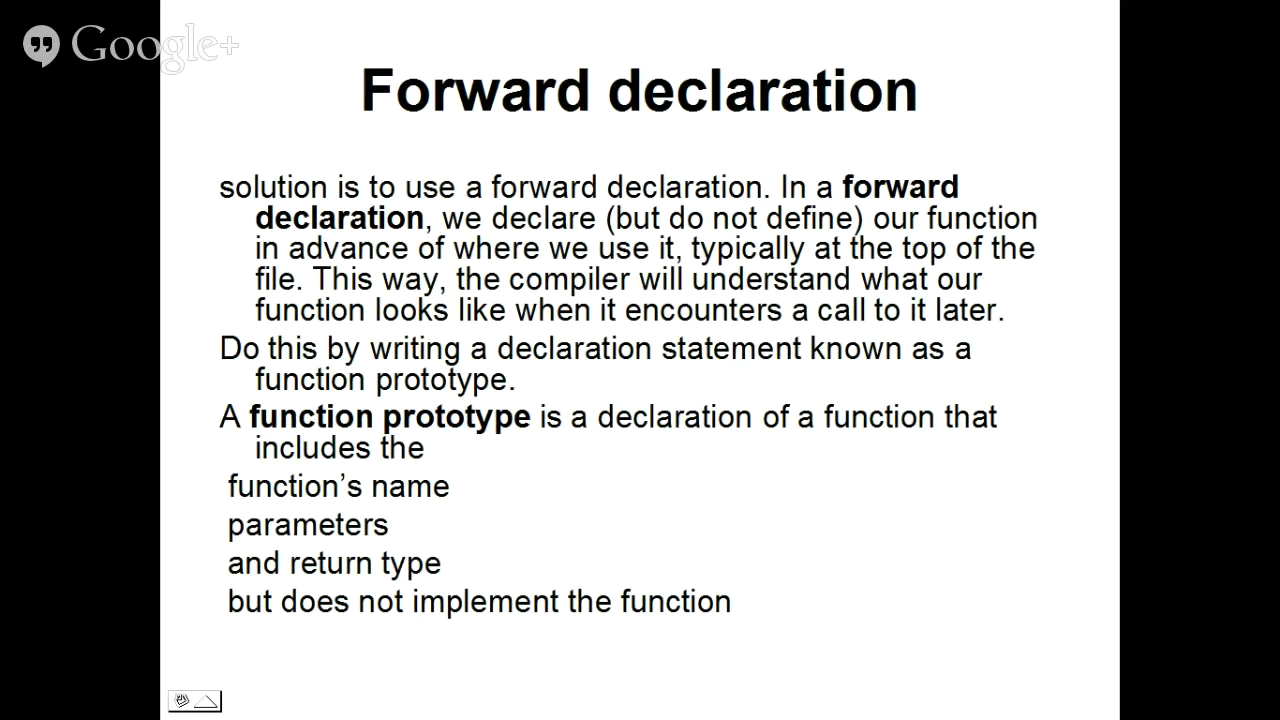 Google+
Forward declaration
solution is to use a forward declaration. In a forward
declaration, we declare (but do not define) our function
in advance of where we use it, typically at the top of the
file. This way, the compiler will understand what our
function looks like when it encounters a call to it later.
Do this by writing a declaration statement known as a
function prototype.
A function prototype is a declaration of a function that
includes the
function’s name
parameters
and return type
but does not implement the function